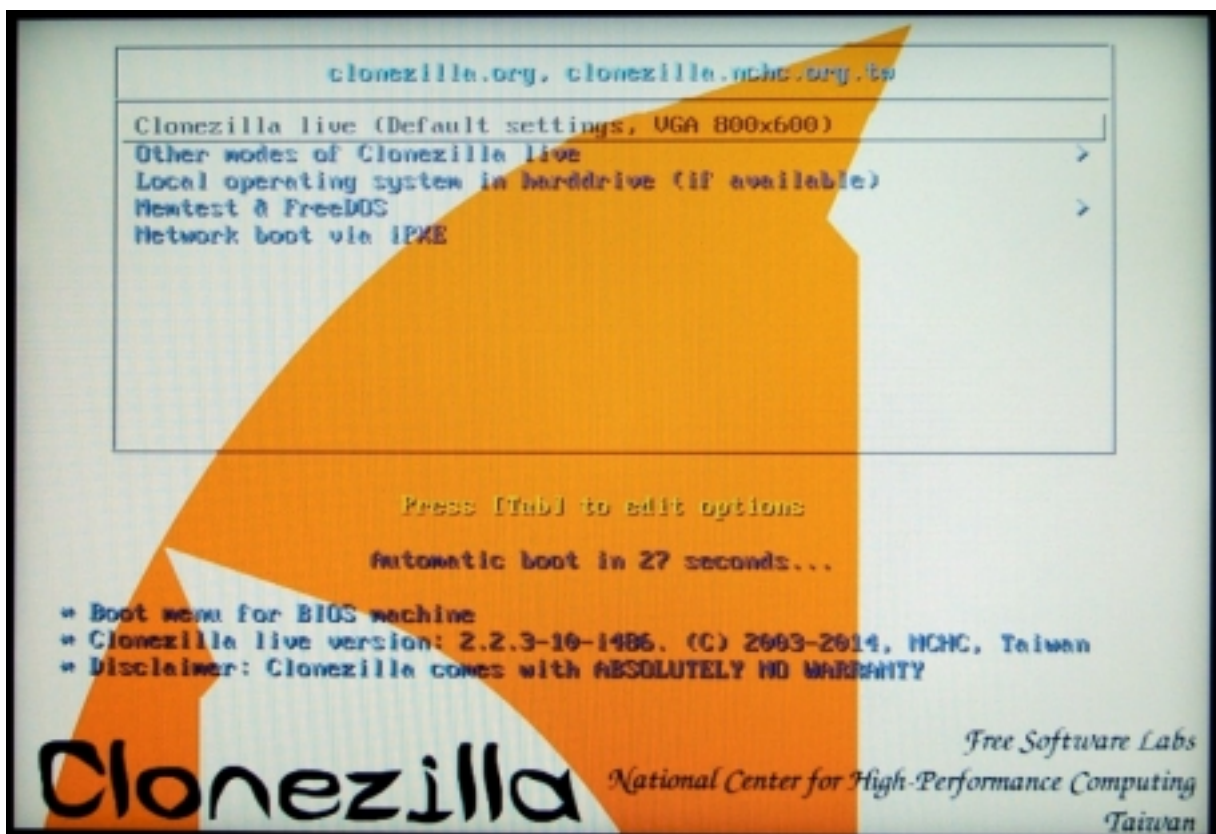 clonezilla.org, clonezilla.nchc.org.tw
Clonezilla live (Default settings, VGA 800x600)
Other modes of Clonezilla live >
Local operating system in harddrive (if available)
Memtest & FreeDOS >
Network boot via iPXE
Press [Tab] to edit options
Automatic boot in 27 seconds...
* Boot menu for BIOS machine
* Clonezilla live version: 2.2.3-10-i486. (C) 2003-2014, NCHC, Taiwan
* Disclaimer: Clonezilla comes with ABSOLUTELY NO WARRANTY
Clonezilla
Free Software Labs
National Center for High-Performance Computing
Taiwan